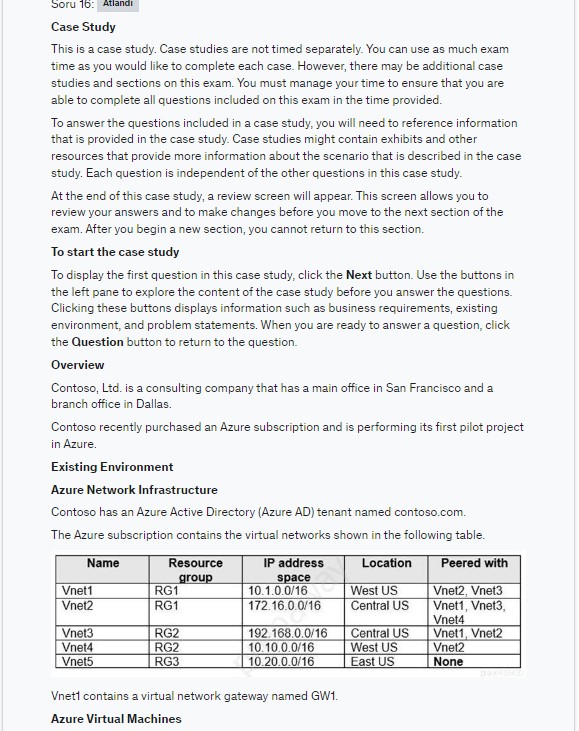 Soru 16: Atlandı
Case Study
This is a case study. Case studies are not timed separately. You can use as much exam
time as you would like to complete each case. However, there may be additional case
studies and sections on this exam. You must manage your time to ensure that you are
able to complete all questions included on this exam in the time provided.
To answer the questions included in a case study, you will need to reference information
that is provided in the case study. Case studies might contain exhibits and other
resources that provide more information about the scenario that is described in the case
study. Each question is independent of the other questions in this case study.
At the end of this case study, a review screen will appear. This screen allows you to
review your answers and to make changes before you move to the next section of the
exam. After you begin a new section, you cannot return to this section.
To start the case study
To display the first question in this case study, click the Next button. Use the buttons in
the left pane to explore the content of the case study before you answer the questions.
Clicking these buttons displays information such as business requirements, existing
environment, and problem statements. When you are ready to answer a question, click
the Question button to return to the question.
Overview
Contoso, Ltd. is a consulting company that has a main office in San Francisco and a
branch office in Dallas.
Contoso recently purchased an Azure subscription and is performing its first pilot project
in Azure.
Existing Environment
Azure Network Infrastructure
Contoso has an Azure Active Directory (Azure AD) tenant named contoso.com.
The Azure subscription contains the virtual networks shown in the following table.
Name Resource group IP address space Location Peered with
Vnet1 RG1 10.1.0.0/16 West US Vnet2, Vnet3
Vnet2 RG1 172.16.0.0/16 Central US Vnet1, Vnet3,
Vnet4
Vnet3 RG2 192.168.0.0/16 Central US Vnet1, Vnet2
Vnet4 RG2 10.10.0.0/16 West US Vnet2
Vnet5 RG3 10.20.0.0/16 East US None
Vnet1 contains a virtual network gateway named GW1.
Azure Virtual Machines